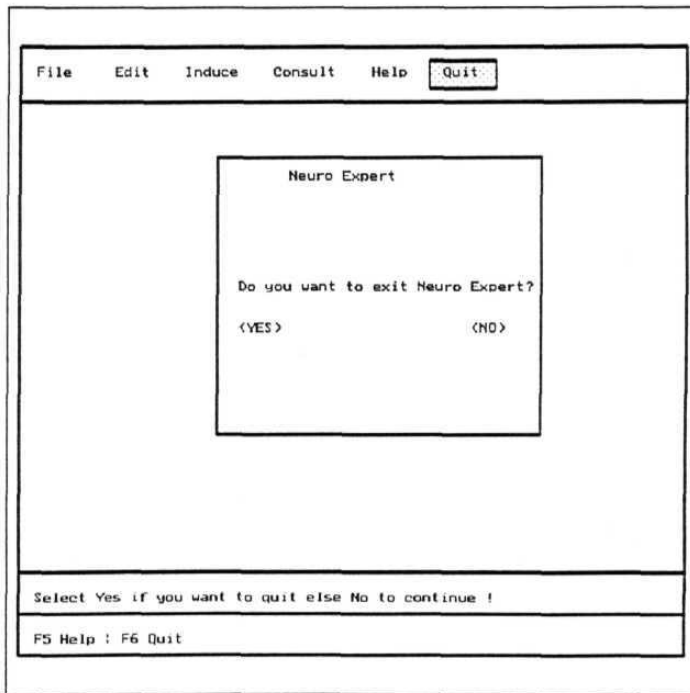 File Edit Induce Consult Help Quit
Neuro Expert
Do you want to exit Neuro Expert?
<YES> <NO>
Select Yes if you want to quit else No to continue !
F5 Help : F6 Quit